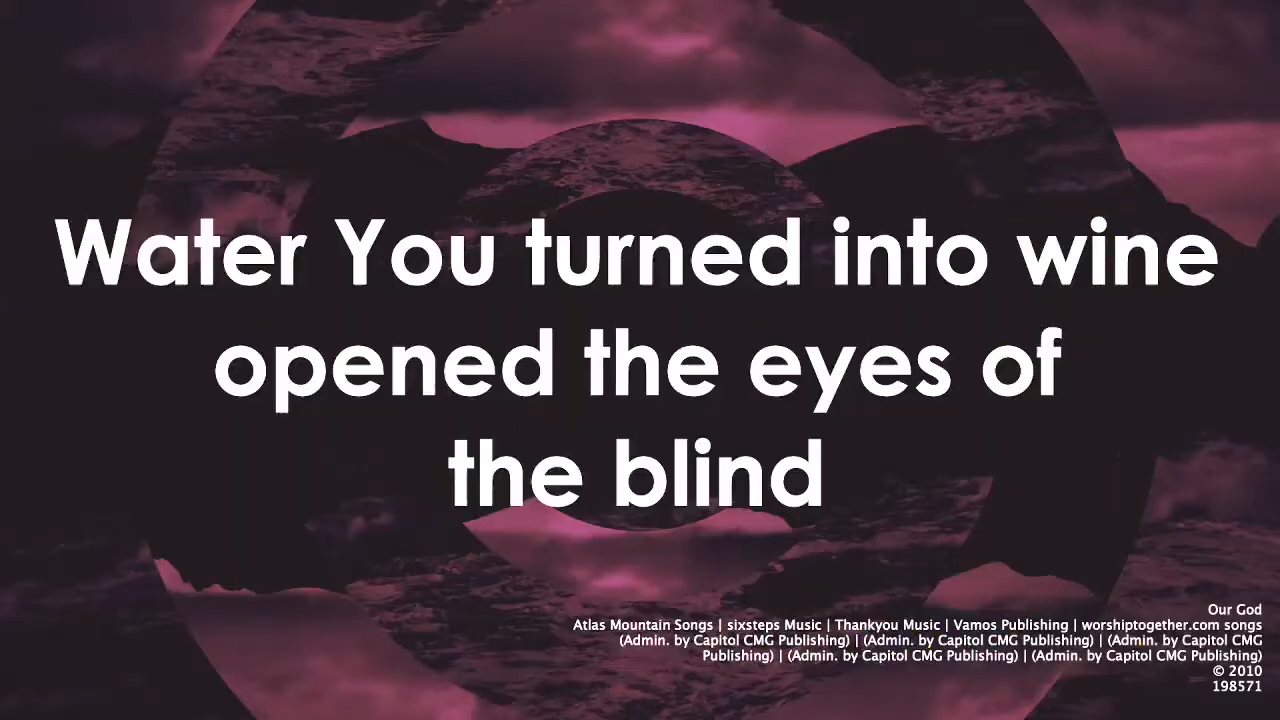 Water You turned into wine
opened the eyes of
the blind
Our God
Atlas Mountain Songs | sixsteps Music | Thankyou Music | Vamos Publishing | worshiptogether.com songs
(Admin. by Capitol CMG Publishing) | (Admin. by Capitol CMG Publishing) | (Admin. by Capitol CMG
Publishing) | (Admin. by Capitol CMG Publishing) | (Admin. by Capitol CMG Publishing)
© 2010
198571